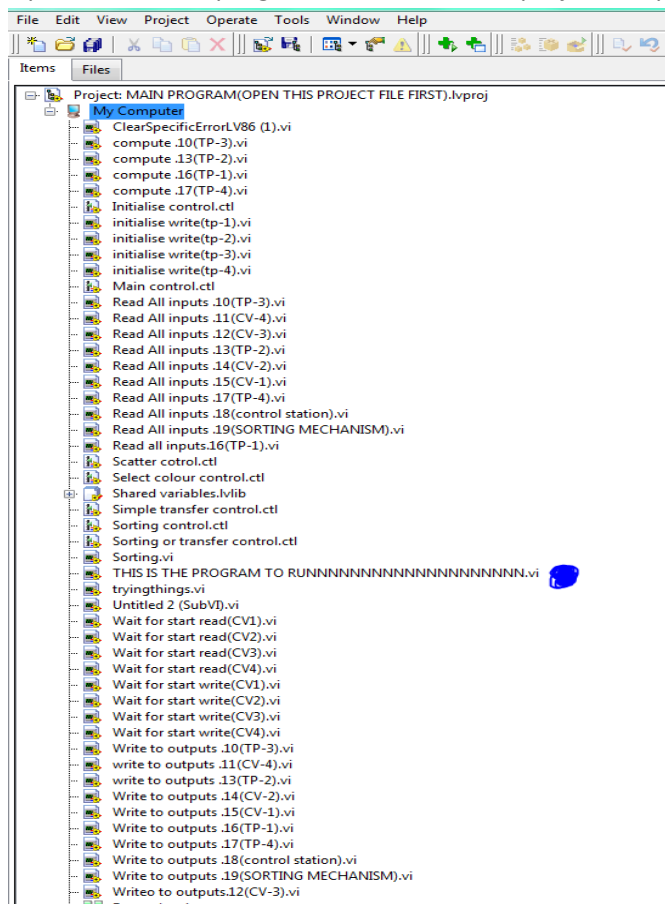 File Edit View Project Operate Tools Window Help
Items Files
Project: MAIN PROGRAM(OPEN THIS PROJECT FILE FIRST).lvproj
My Computer
ClearSpecificErrorLV86 (1).vi
compute .10(TP-3).vi
compute .13(TP-2).vi
compute .16(TP-1).vi
compute .17(TP-4).vi
Initialise control.ctl
initialise write(tp-1).vi
initialise write(tp-2).vi
initialise write(tp-3).vi
initialise write(tp-4).vi
Main control.ctl
Read All inputs .10(TP-3).vi
Read All inputs .11(CV-4).vi
Read All inputs .12(CV-3).vi
Read All inputs .13(TP-2).vi
Read All inputs .14(CV-2).vi
Read All inputs .15(CV-1).vi
Read All inputs .17(TP-4).vi
Read All inputs .18(control station).vi
Read All inputs .19(SORTING MECHANISM).vi
Read all inputs.16(TP-1).vi
Scatter cotrol.ctl
Select colour control.ctl
Shared variables.lvlib
Simple transfer control.ctl
Sorting control.ctl
Sorting or transfer control.ctl
Sorting.vi
THIS IS THE PROGRAM TO RUNNNNNNNNNNNNNNNNNNNNN.vi
tryingthings.vi
Untitled 2 (SubVI).vi
Wait for start read(CV1).vi
Wait for start read(CV2).vi
Wait for start read(CV3).vi
Wait for start read(CV4).vi
Wait for start write(CV1).vi
Wait for start write(CV2).vi
Wait for start write(CV3).vi
Wait for start write(CV4).vi
Write to outputs .10(TP-3).vi
write to outputs .11(CV-4).vi
write to outputs .13(TP-2).vi
Write to outputs .14(CV-2).vi
Write to outputs .15(CV-1).vi
Write to outputs .16(TP-1).vi
Write to outputs .17(TP-4).vi
Write to outputs .18(control station).vi
Write to outputs .19(SORTING MECHANISM).vi
Writeo to outputs.12(CV-3).vi